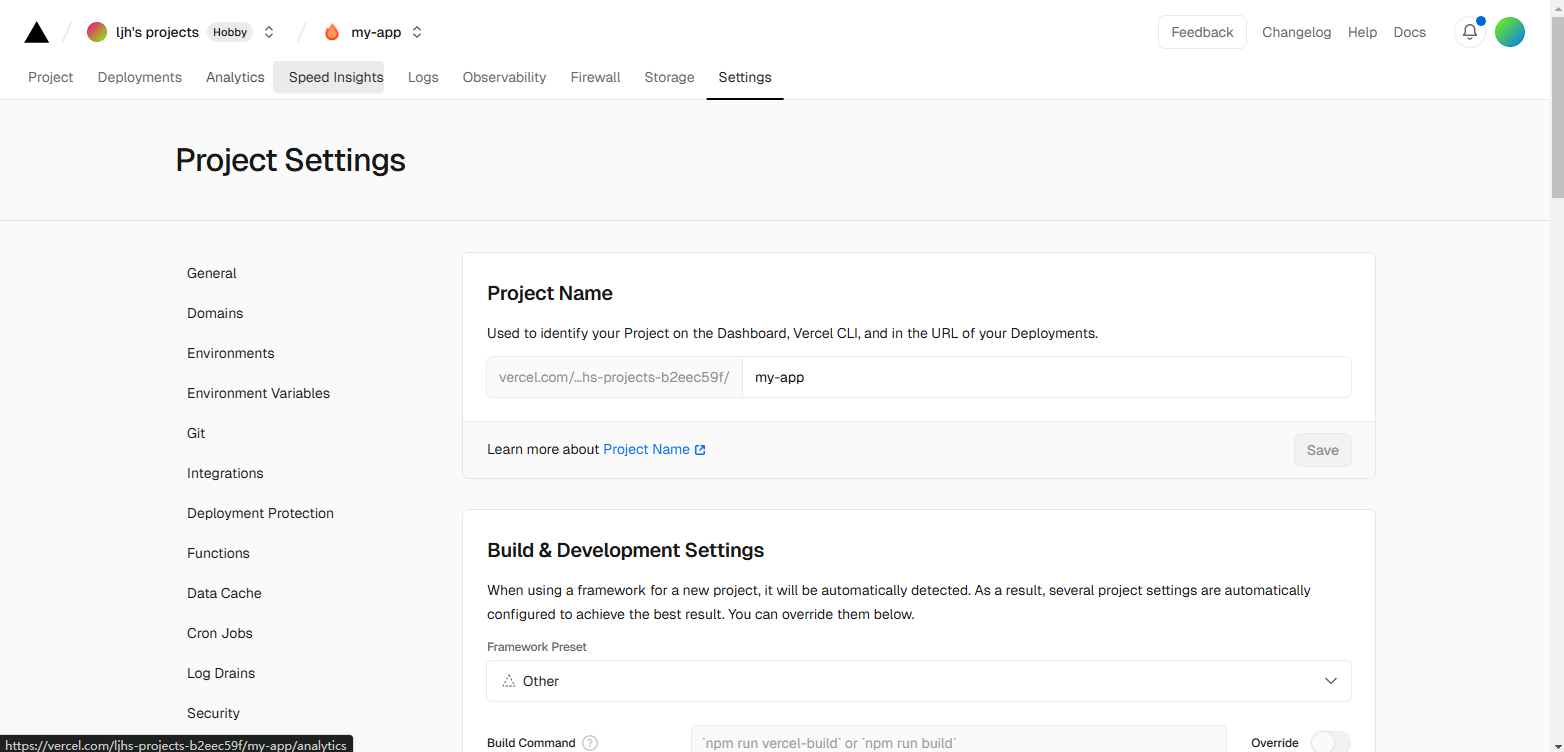 ljh's projects Hobby my-app Feedback Changelog Help Docs
Project Deployments Analytics Speed Insights Logs Observability Firewall Storage Settings
Project Settings
General
Domains
Environments
Environment Variables
Git
Integrations
Deployment Protection
Functions
Data Cache
Cron Jobs
Log Drains
Security
Project Name
Used to identify your Project on the Dashboard, Vercel CLI, and in the URL of your Deployments.
vercel.com/...hs-projects-b2eec59f/ my-app
Learn more about Project Name Save
Build & Development Settings
When using a framework for a new project, it will be automatically detected. As a result, several project settings are automatically
configured to achieve the best result. You can override them below.
Framework Preset
Other
Build Command ? `npm run vercel-build` or `npm run build` Override
https://vercel.com/ljhs-projects-b2eec59f/my-app/analytics